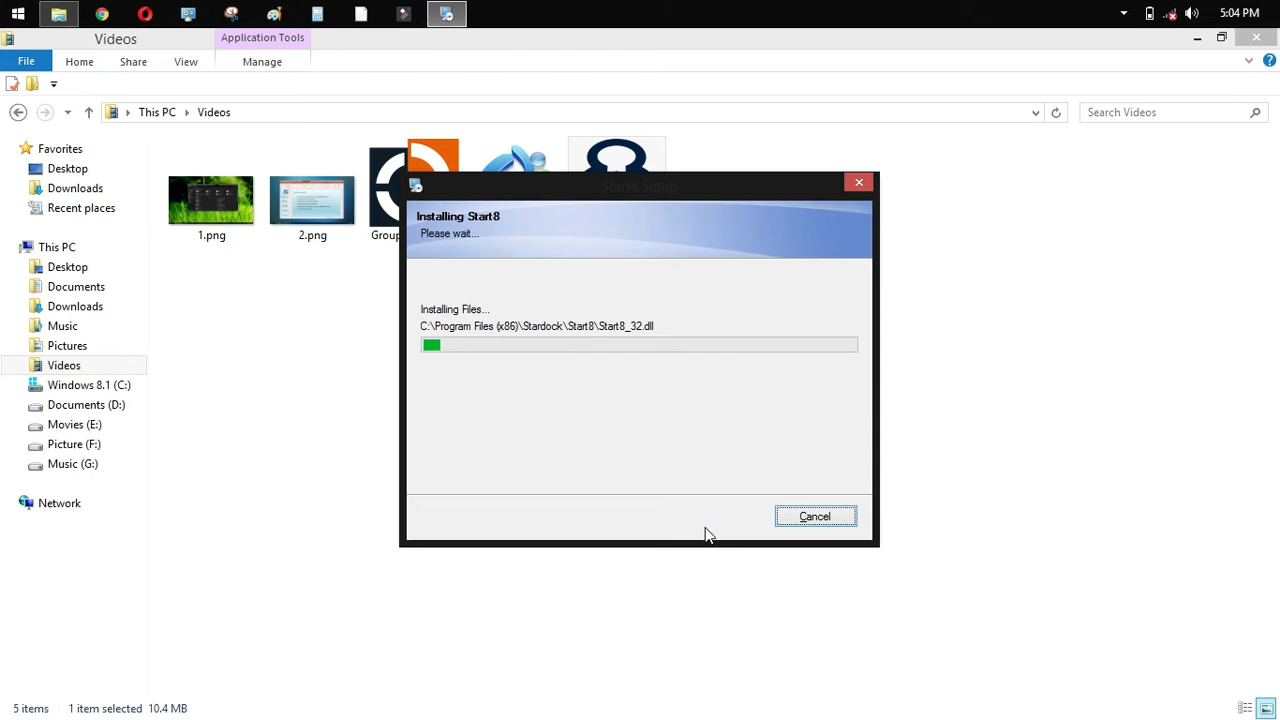 5:04 PM
Videos
Application Tools
File
Home
Share
View
Manage
This PC
Videos
Search Videos
Favorites
Desktop
Downloads
Recent places
This PC
Desktop
Documents
Downloads
Music
Pictures
Videos
Windows 8.1 (C:)
Documents (D:)
Movies (E:)
Picture (F:)
Music (G:)
Network
1.png
2.png
Group
Start8 Setup
Installing Start8
Please wait...
Installing Files...
C:\Program Files (x86)\Stardock\Start8\Start8_32.dll
Cancel
5 items
1 item selected 10.4 MB